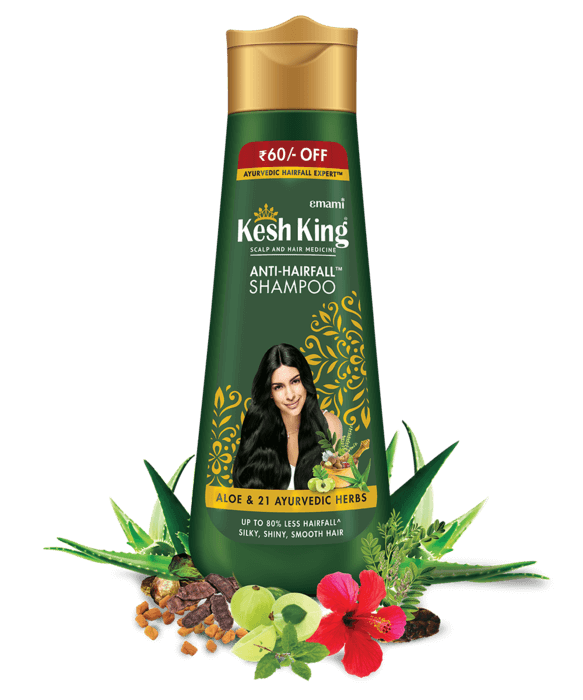 ₹60/- OFF
AYURVEDIC HAIRFALL EXPERT™
emami®
Kesh King®
SCALP AND HAIR MEDICINE
ANTI-HAIRFALL™
SHAMPOO
ALOE & 21 AYURVEDIC HERBS
UP TO 80% LESS HAIRFALL^
SILKY, SHINY, SMOOTH HAIR